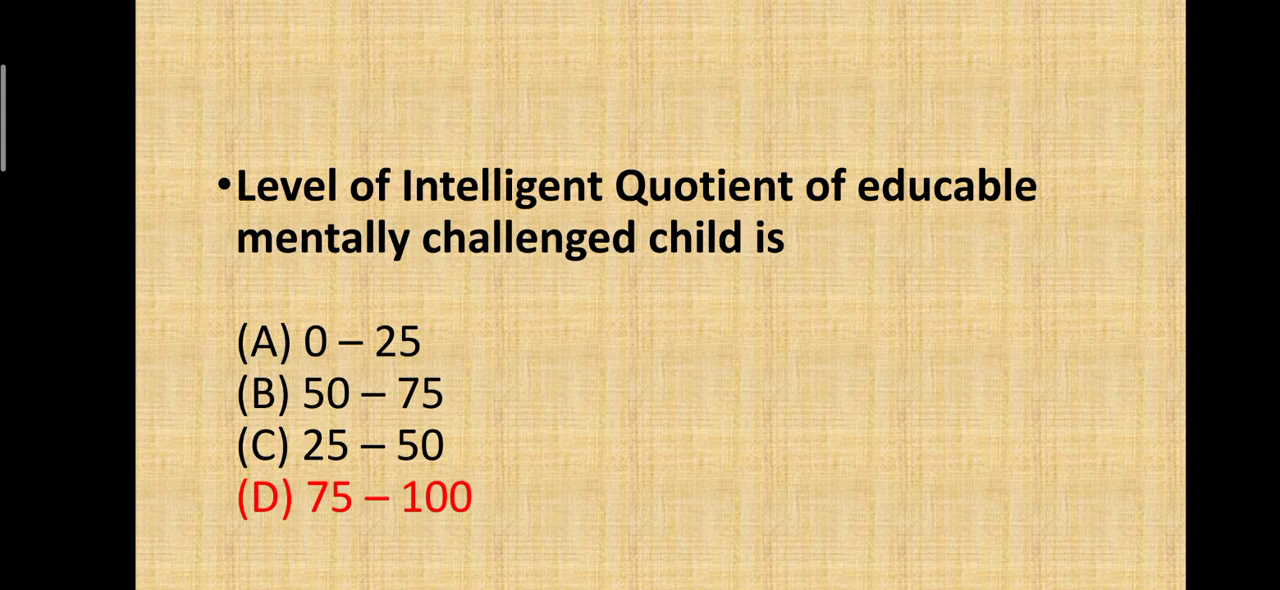 •Level of Intelligent Quotient of educable
mentally challenged child is
(A) 0 – 25
(B) 50 – 75
(C) 25 – 50
(D) 75 – 100